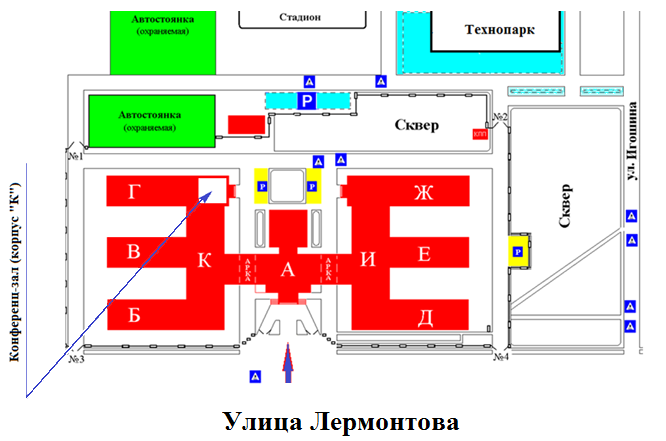 Автостоянка
(охраняемая)
Стадион
Технопарк
Автостоянка
(охраняемая)
P
Сквер
КПП
№2
ул. Игошина
№1
Сквер
Г
P
P
Ж
В
К
АРКА
А
АРКА
И
Е
P
Б
Д
№3
№4
Конференц-зал (корпус "К")
Улица Лермонтова